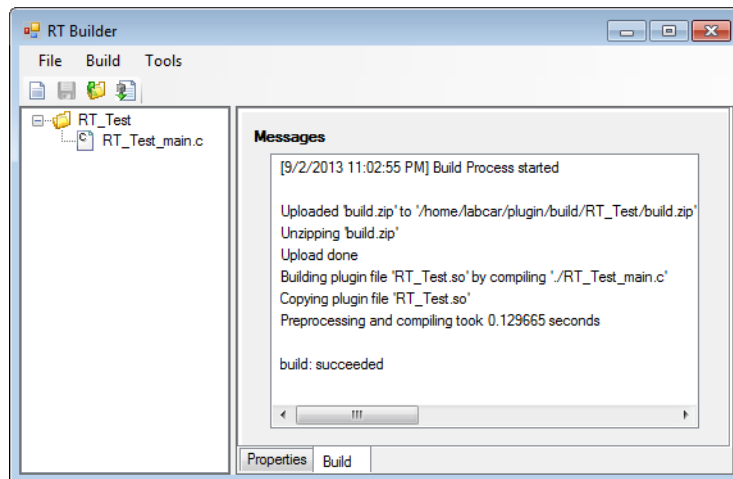 RT Builder
File Build Tools
RT_Test
RT_Test_main.c
Messages
[9/2/2013 11:02:55 PM] Build Process started
Uploaded 'build.zip' to '/home/labcar/plugin/build/RT_Test/build.zip'
Unzipping 'build.zip'
Upload done
Building plugin file 'RT_Test.so' by compiling './RT_Test_main.c'
Copying plugin file 'RT_Test.so'
Preprocessing and compiling took 0.129665 seconds
build: succeeded
Properties Build